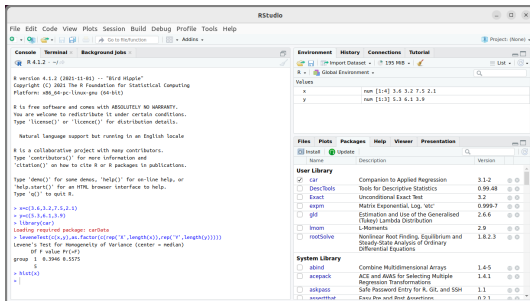 RStudio
File Edit Code View Plots Session Build Debug Profile Tools Help
Go to file/function
Addins
Project: (None)
Console Terminal × Background Jobs ×
R 4.1.2 · ~/
R version 4.1.2 (2021-11-01) -- "Bird Hippie"
Copyright (C) 2021 The R Foundation for Statistical Computing
Platform: x86_64-pc-linux-gnu (64-bit)
R is free software and comes with ABSOLUTELY NO WARRANTY.
You are welcome to redistribute it under certain conditions.
Type 'license()' or 'licence()' for distribution details.
Natural language support but running in an English locale
R is a collaborative project with many contributors.
Type 'contributors()' for more information and
'citation()' on how to cite R or R packages in publications.
Type 'demo()' for some demos, 'help()' for on-line help, or
'help.start()' for an HTML browser interface to help.
Type 'q()' to quit R.
> x=c(3.6,3.2,7.5,2.1)
> y=c(5.3,6.1,3.9)
> library(car)
Loading required package: carData
> leveneTest(c(x,y),as.factor(c(rep('X',length(x)),rep('Y',length(y)))))
Levene's Test for Homogeneity of Variance (center = median)
Df F value Pr(>F)
group 1 0.3946 0.5575
5
> hist(x)
>
Environment History Connections Tutorial
Import Dataset
195 MiB
List
R
Global Environment
Values
x num [1:4] 3.6 3.2 7.5 2.1
y num [1:3] 5.3 6.1 3.9
Files Plots Packages Help Viewer Presentation
Install Update
Name Description Version
User Library
car Companion to Applied Regression 3.1-2
DescTools Tools for Descriptive Statistics 0.99.48
Exact Unconditional Exact Test 3.2
expm Matrix Exponential, Log, 'etc' 0.999-7
gld Estimation and Use of the Generalised (Tukey) Lambda Distribution 2.6.6
lmom L-Moments 2.9
rootSolve Nonlinear Root Finding, Equilibrium and Steady-State Analysis of Ordinary Differential Equations 1.8.2.3
System Library
abind Combine Multidimensional Arrays 1.4-5
acepack ACE and AVAS for Selecting Multiple Regression Transformations 1.4.1
askpass Safe Password Entry for R, Git, and SSH 1.1
assertthat Easy Pre and Post Assertions 0.2.1